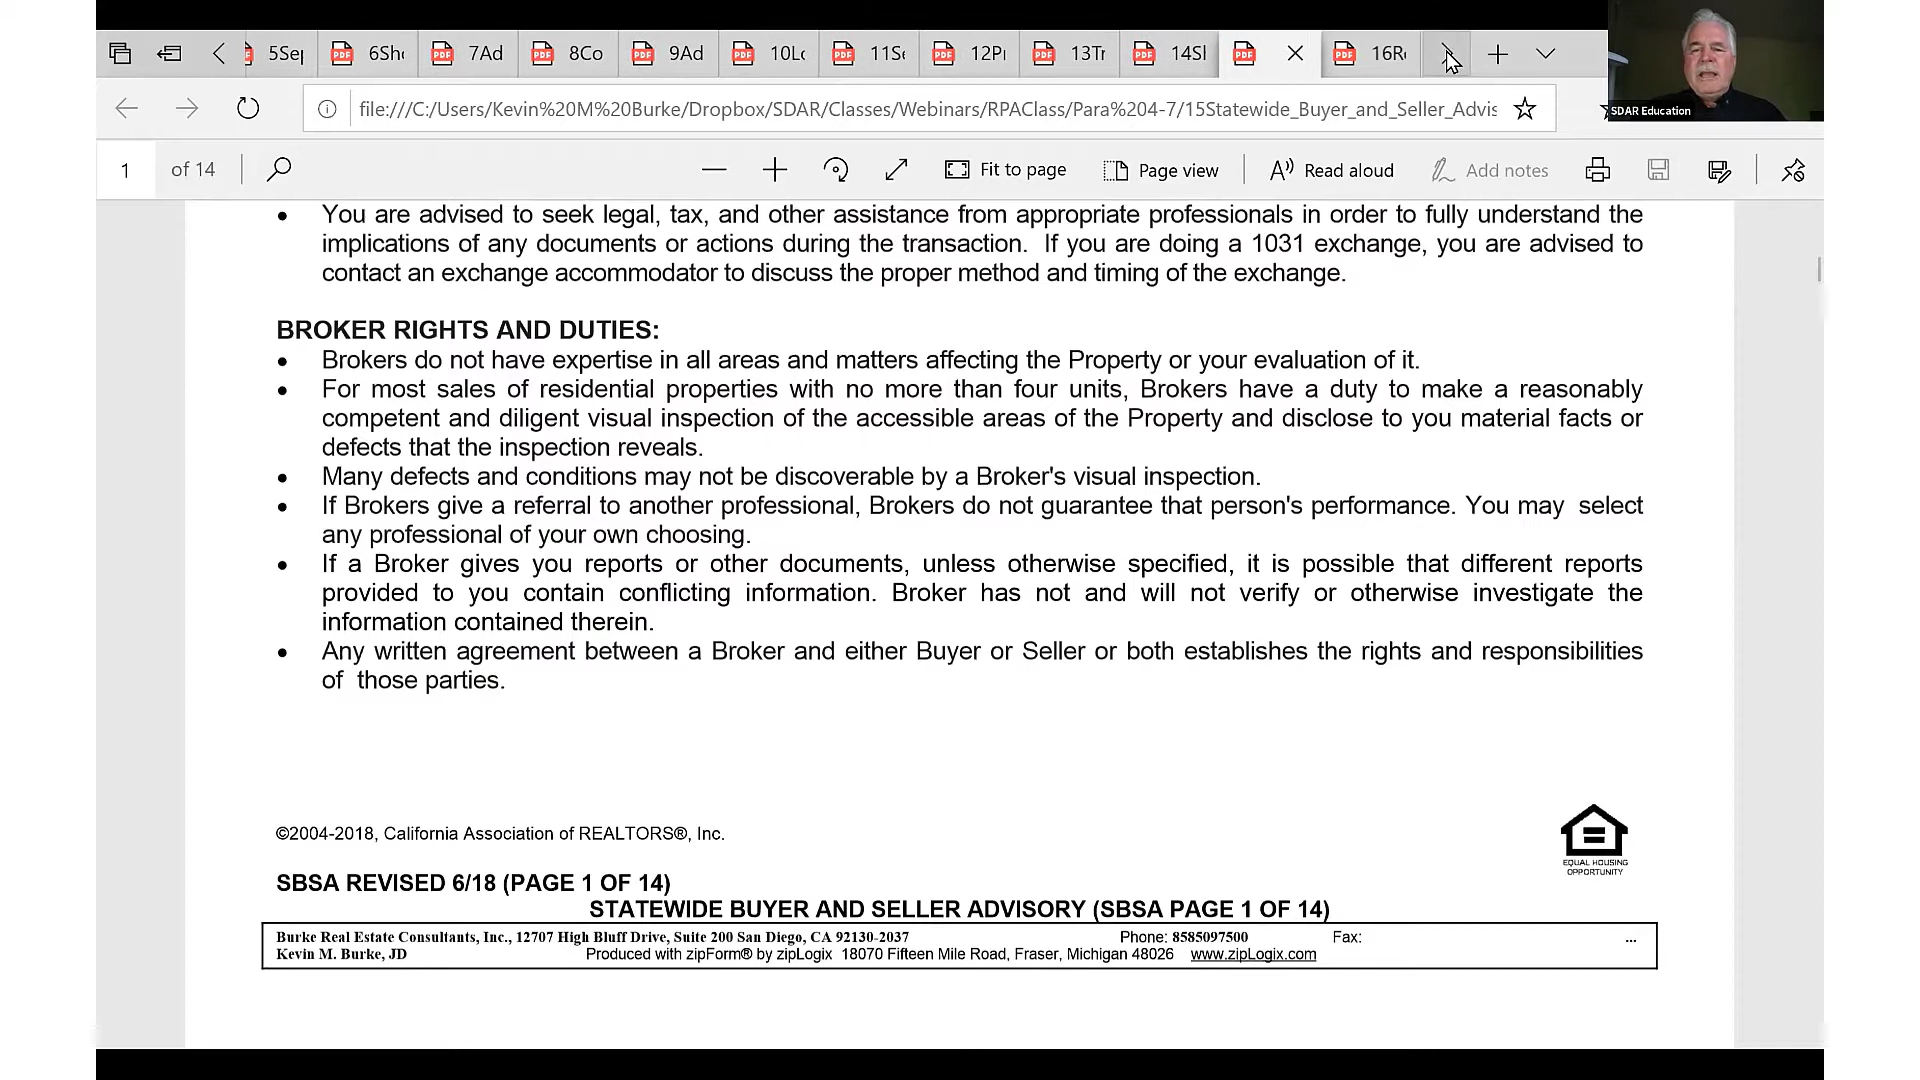 5Sep
6Sh
7Ad
8Co
9Ad
10Lo
11Se
12Pr
13Tr
14Sl
16Re
file:///C:/Users/Kevin%20M%20Burke/Dropbox/SDAR/Classes/Webinars/RPAClass/Para%204-7/15Statewide_Buyer_and_Seller_Advis
SDAR Education
1 of 14
Fit to page
Page view
Read aloud
Add notes
• You are advised to seek legal, tax, and other assistance from appropriate professionals in order to fully understand the
implications of any documents or actions during the transaction. If you are doing a 1031 exchange, you are advised to
contact an exchange accommodator to discuss the proper method and timing of the exchange.
BROKER RIGHTS AND DUTIES:
• Brokers do not have expertise in all areas and matters affecting the Property or your evaluation of it.
• For most sales of residential properties with no more than four units, Brokers have a duty to make a reasonably
competent and diligent visual inspection of the accessible areas of the Property and disclose to you material facts or
defects that the inspection reveals.
• Many defects and conditions may not be discoverable by a Broker's visual inspection.
• If Brokers give a referral to another professional, Brokers do not guarantee that person's performance. You may select
any professional of your own choosing.
• If a Broker gives you reports or other documents, unless otherwise specified, it is possible that different reports
provided to you contain conflicting information. Broker has not and will not verify or otherwise investigate the
information contained therein.
• Any written agreement between a Broker and either Buyer or Seller or both establishes the rights and responsibilities
of those parties.
©2004-2018, California Association of REALTORS®, Inc.
EQUAL HOUSING
OPPORTUNITY
SBSA REVISED 6/18 (PAGE 1 OF 14)
STATEWIDE BUYER AND SELLER ADVISORY (SBSA PAGE 1 OF 14)
Burke Real Estate Consultants, Inc., 12707 High Bluff Drive, Suite 200 San Diego, CA 92130-2037 Phone: 8585097500 Fax: ...
Kevin M. Burke, JD Produced with zipForm® by zipLogix 18070 Fifteen Mile Road, Fraser, Michigan 48026 www.zipLogix.com